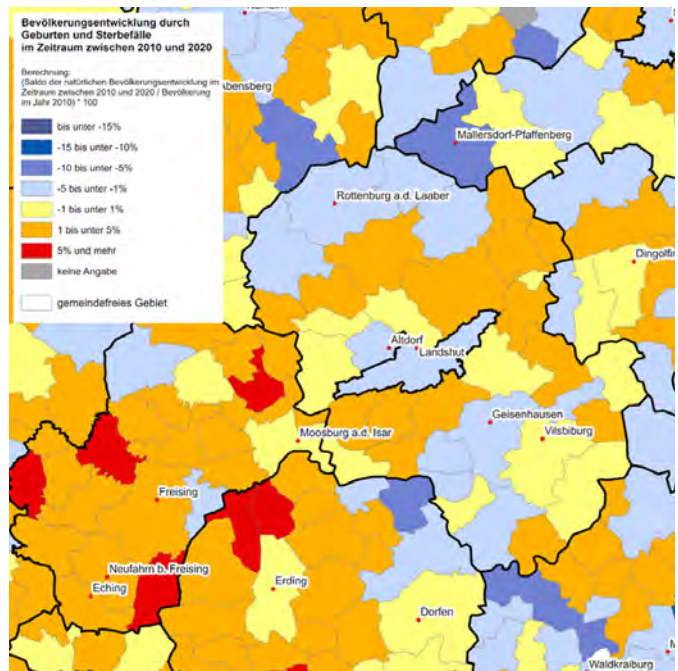 Bevölkerungsentwicklung durch
Geburten und Sterbefälle
im Zeitraum zwischen 2010 und 2020
Berechnung:
(Saldo der natürlichen Bevölkerungsentwicklung im
Zeitraum zwischen 2010 und 2020 / Bevölkerung
im Jahr 2010) * 100
bis unter -15%
-15 bis unter -10%
-10 bis unter -5%
-5 bis unter -1%
-1 bis unter 1%
1 bis unter 5%
5% und mehr
keine Angabe
gemeindefreies Gebiet
Abensberg
Mallersdorf-Pfaffenberg
Rottenburg a.d. Laaber
Dingolfin
Altdorf
Landshut
Geisenhausen
Vilsbiburg
Moosburg a.d. Isar
Freising
Neufahrn b. Freising
Eching
Erding
Dorfen
Waldkraiburg